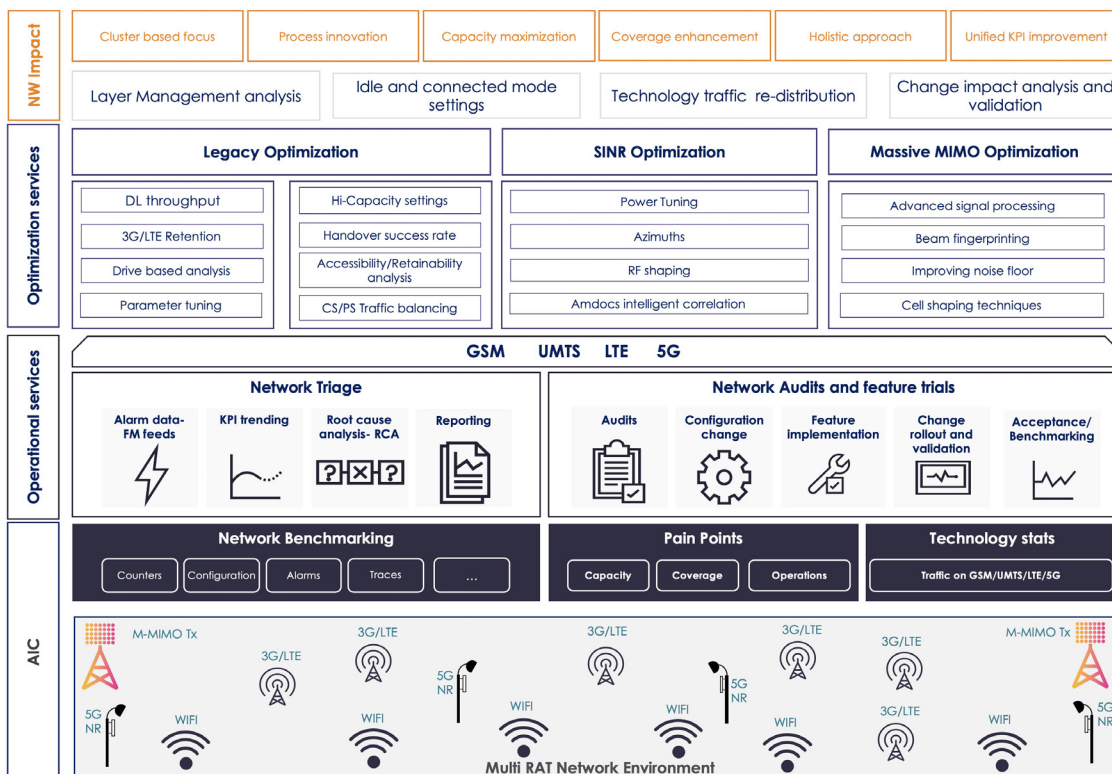 NW Impact
Cluster based focus
Process innovation
Capacity maximization
Coverage enhancement
Holistic approach
Unified KPI improvement
Layer Management analysis
Idle and connected mode
settings
Technology traffic re-distribution
Change impact analysis and
validation
Optimization services
Legacy Optimization
SINR Optimization
Massive MIMO Optimization
DL throughput
3G/LTE Retention
Drive based analysis
Parameter tuning
Hi-Capacity settings
Handover success rate
Accessibility/Retainability
analysis
CS/PS Traffic balancing
Power Tuning
Azimuths
RF shaping
Amdocs intelligent correlation
Advanced signal processing
Beam fingerprinting
Improving noise floor
Cell shaping techniques
Operational services
GSM UMTS LTE 5G
Network Triage
Alarm data-
FM feeds
KPI trending
Root cause
analysis- RCA
Reporting
Network Audits and feature trials
Audits
Configuration
change
Feature
implementation
Change
rollout and
validation
Acceptance/
Benchmarking
AIC
Network Benchmarking
Counters
Configuration
Alarms
Traces
...
Pain Points
Capacity
Coverage
Operations
Technology stats
Traffic on GSM/UMTS/LTE/5G
M-MIMO Tx
3G/LTE
3G/LTE
3G/LTE
3G/LTE
3G/LTE
M-MIMO Tx
5G
NR
5G
NR
5G
NR
5G
NR
WIFI
WIFI
WIFI
WIFI
WIFI
3G/LTE
WIFI
Multi RAT Network Environment